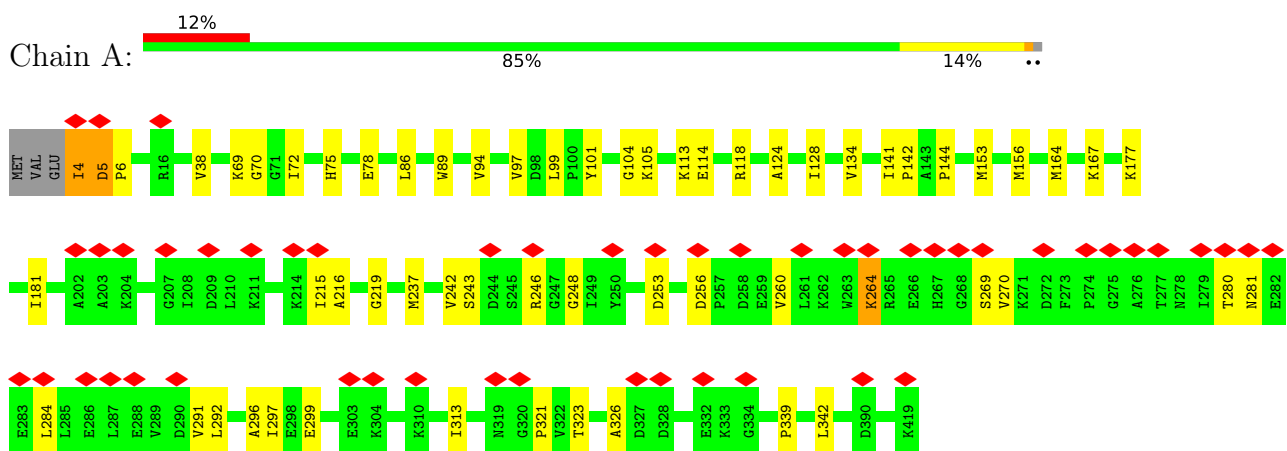 12%
Chain A:
85% 14% ••
MET VAL GLU I4 D5 P6 R16 V38 K69 G70 G71 I72 H75 E78 L86 W89 V94 V97 D98 L99 P100 Y101 G104 K105 K113 E114 R118 A124 I128 V134 I141 P142 A143 P144 M153 M156 M164 K167 K177
I181 A202 A203 K204 G207 I208 D209 L210 K211 K214 I215 A216 G219 M237 V242 S243 D244 S245 R246 G247 G248 I249 Y250 D253 D256 P257 D258 E259 V260 L261 K262 W263 K264 R265 E266 H267 G268 S269 V270 K271 D272 F273 P274 G275 A276 T277 N278 I279 T280 N281 E282
E283 L284 L285 E286 L287 E288 V289 D290 V291 L292 A296 I297 E298 E299 E303 K304 K310 I313 N319 G320 P321 V322 T323 A326 D327 D328 E332 K333 G334 P339 L342 D390 K419